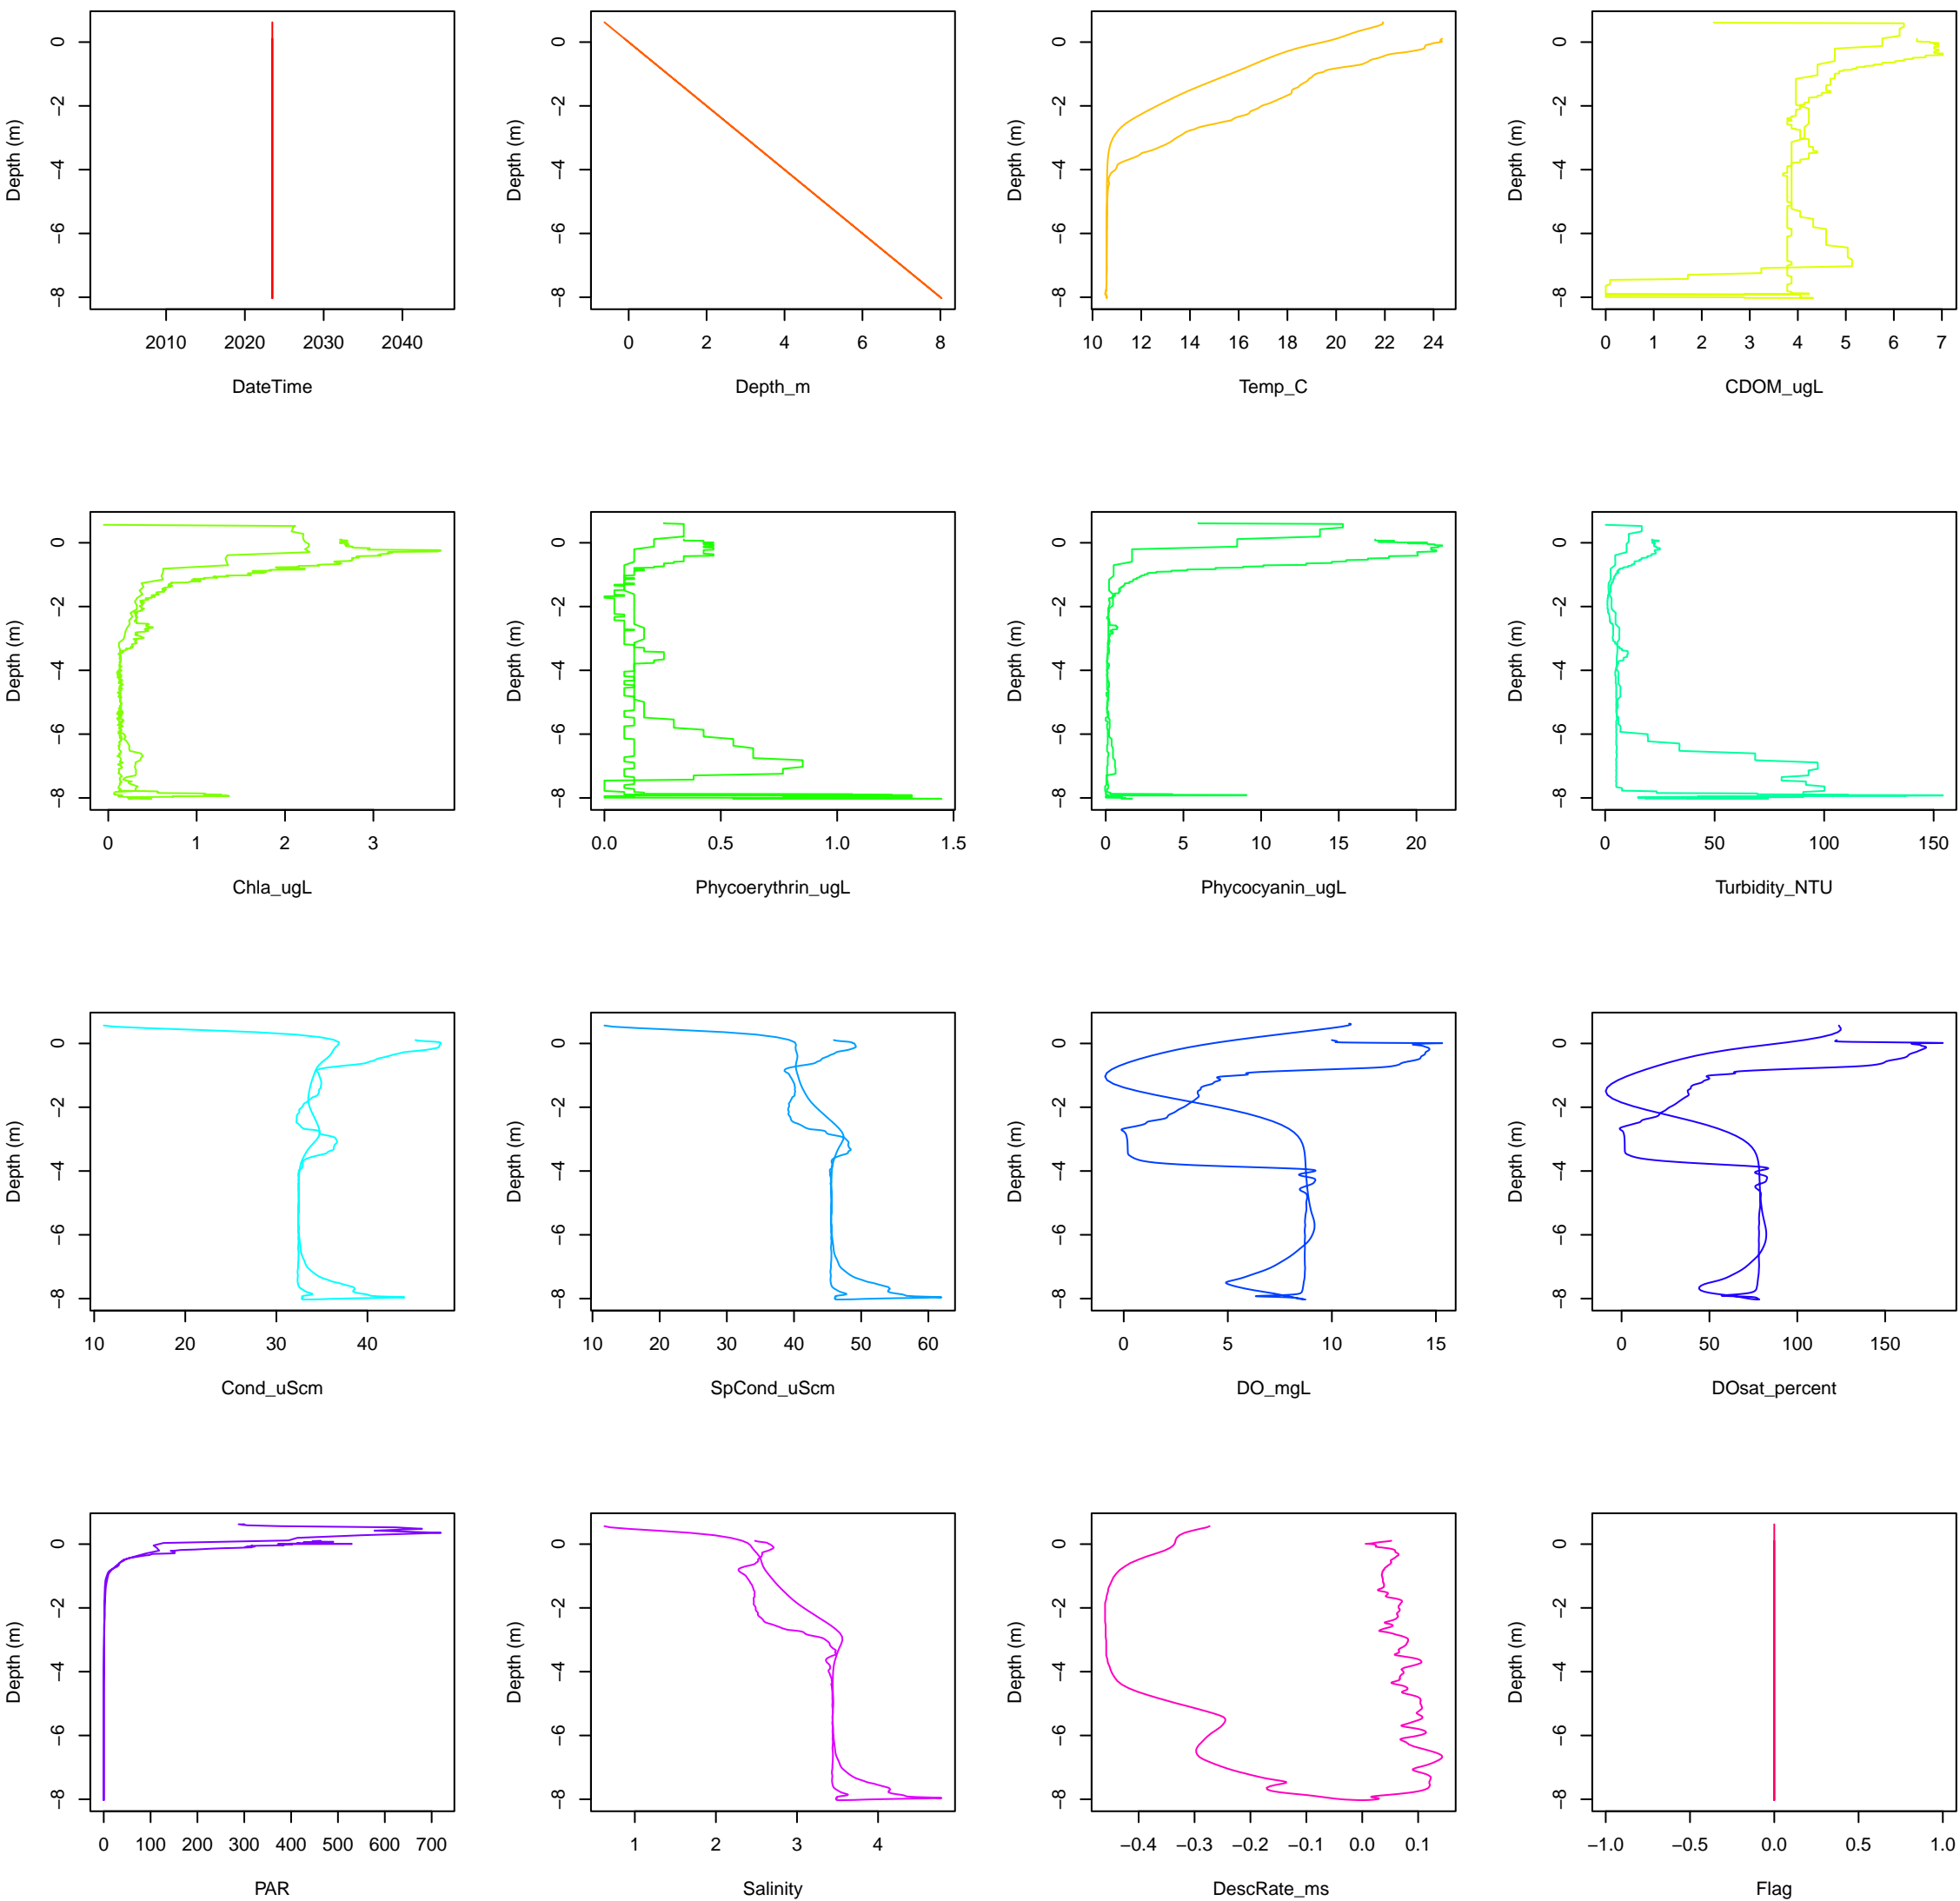 Depth (m) Depth (m) Depth (m) Depth (m)
0 −2 −4 −6 −8 0 −2 −4 −6 −8 0 −2 −4 −6 −8 0 −2 −4 −6 −8
2010 2020 2030 2040 0 2 4 6 8 10 12 14 16 18 20 22 24 0 1 2 3 4 5 6 7
DateTime Depth_m Temp_C CDOM_ugL
Depth (m) Depth (m) Depth (m) Depth (m)
0 −2 −4 −6 −8 0 −2 −4 −6 −8 0 −2 −4 −6 −8 0 −2 −4 −6 −8
0 1 2 3 0.0 0.5 1.0 1.5 0 5 10 15 20 0 50 100 150
Chla_ugL Phycoerythrin_ugL Phycocyanin_ugL Turbidity_NTU
Depth (m) Depth (m) Depth (m) Depth (m)
0 −2 −4 −6 −8 0 −2 −4 −6 −8 0 −2 −4 −6 −8 0 −2 −4 −6 −8
10 20 30 40 10 20 30 40 50 60 0 5 10 15 0 50 100 150
Cond_uScm SpCond_uScm DO_mgL DOsat_percent
Depth (m) Depth (m) Depth (m) Depth (m)
0 −2 −4 −6 −8 0 −2 −4 −6 −8 0 −2 −4 −6 −8 0 −2 −4 −6 −8
0 100 200 300 400 500 600 700 1 2 3 4 −0.4 −0.3 −0.2 −0.1 0.0 0.1 −1.0 −0.5 0.0 0.5 1.0
PAR Salinity DescRate_ms Flag